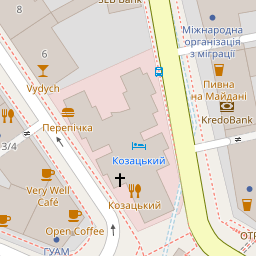 SEB Bank
8
6
Міжнародна
організація
з міграції
Vydych
Пивна
на Майдані
KredoBank
Перепічка
3/4
Козацький
Very Well
Café
Козацький
Open Coffee
ГУАМ